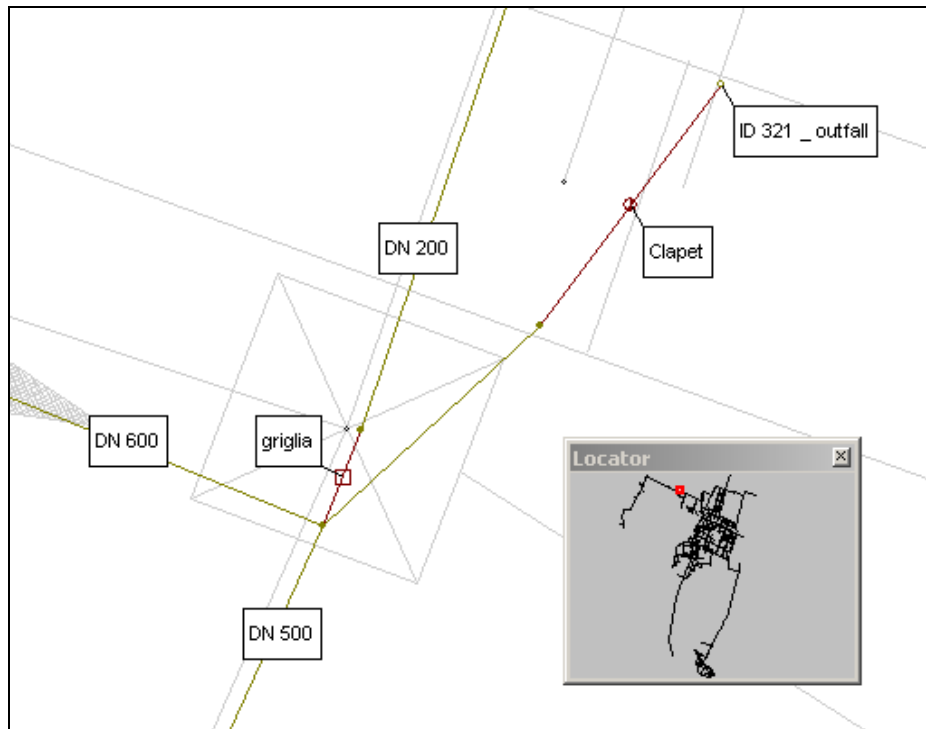 ID 321 _ outfall
DN 200
Clapet
DN 600
griglia
Locator
DN 500